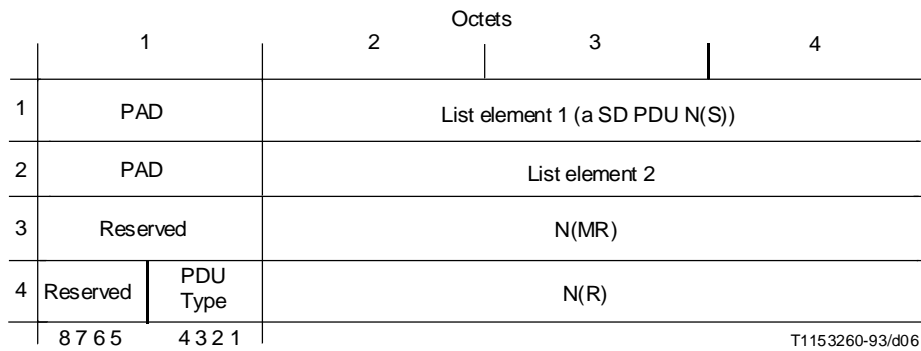 Octets
1 2 3 4
1 PAD List element 1 (a SD PDU N(S))
2 PAD List element 2
3 Reserved N(MR)
4 Reserved PDU Type N(R)
8 7 6 5 4 3 2 1
T1153260-93/d06